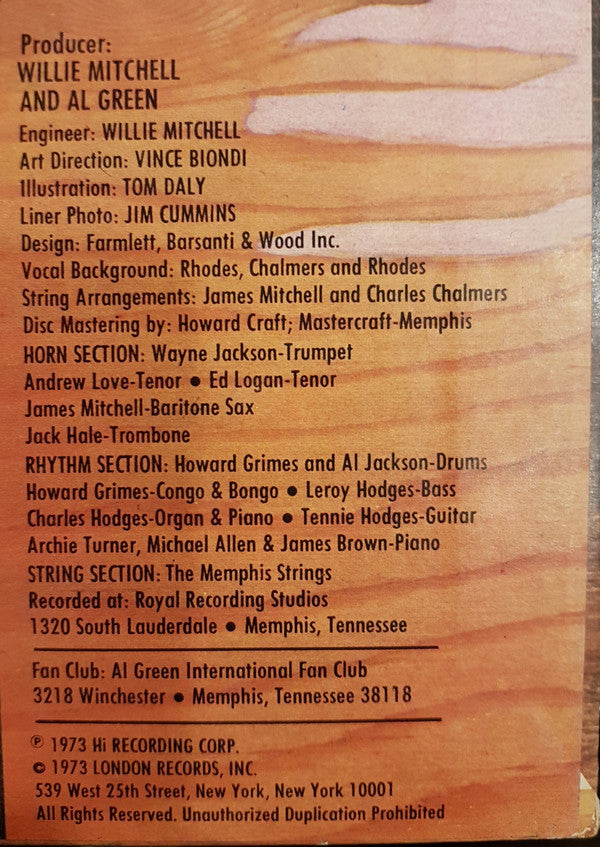 Producer:
WILLIE MITCHELL
AND AL GREEN
Engineer: WILLIE MITCHELL
Art Direction: VINCE BIONDI
Illustration: TOM DALY
Liner Photo: JIM CUMMINS
Design: Farmlett, Barsanti & Wood Inc.
Vocal Background: Rhodes, Chalmers and Rhodes
String Arrangements: James Mitchell and Charles Chalmers
Disc Mastering by: Howard Craft; Mastercraft-Memphis
HORN SECTION: Wayne Jackson-Trumpet
Andrew Love-Tenor ● Ed Logan-Tenor
James Mitchell-Baritone Sax
Jack Hale-Trombone
RHYTHM SECTION: Howard Grimes and Al Jackson-Drums
Howard Grimes-Congo & Bongo ● Leroy Hodges-Bass
Charles Hodges-Organ & Piano ● Tennie Hodges-Guitar
Archie Turner, Michael Allen & James Brown-Piano
STRING SECTION: The Memphis Strings
Recorded at: Royal Recording Studios
1320 South Lauderdale ● Memphis, Tennessee
Fan Club: Al Green International Fan Club
3218 Winchester ● Memphis, Tennessee 38118
℗ 1973 Hi RECORDING CORP.
© 1973 LONDON RECORDS, INC.
539 West 25th Street, New York, New York 10001
All Rights Reserved. Unauthorized Duplication Prohibited